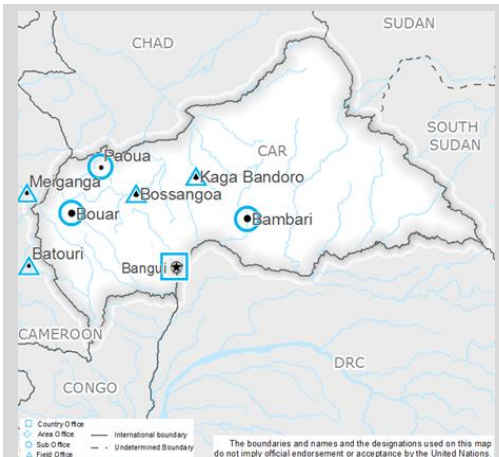 SUDAN
CHAD
SOUTH
SUDAN
CAR
Paoua
Kaga Bandoro
Meiganga
Bossangoa
Bouar
Bambari
Batouri
Bangui
CAMEROON
DRC
CONGO
Country Office
Area Office
Sub Office
Field Office
International boundary
Undetermined Boundary
The boundaries and names and the designations used on this map
do not imply official endorsement or acceptance by the United Nations.